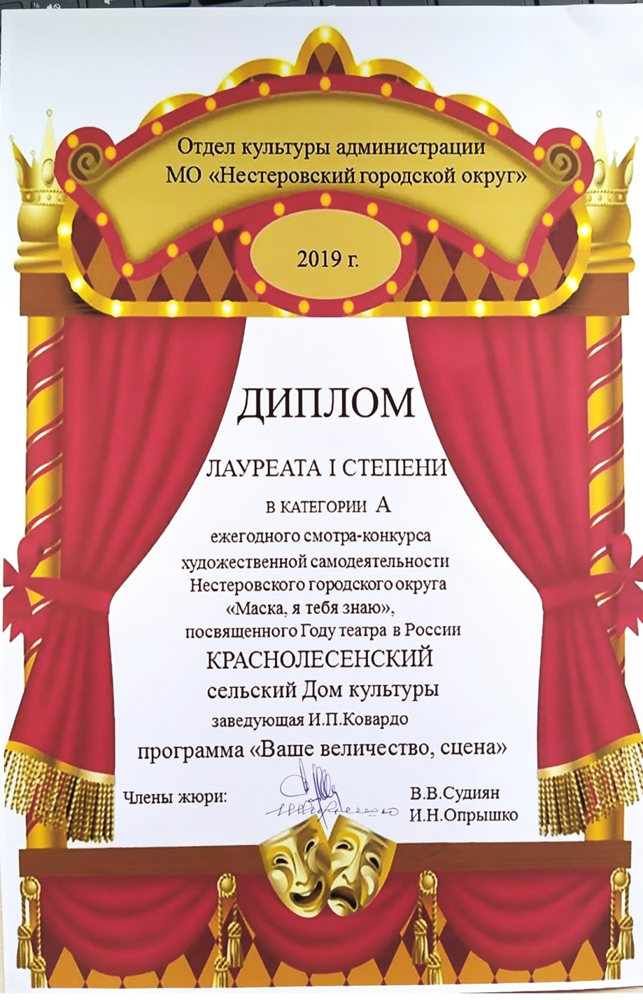 Отдел культуры администрации
МО «Нестеровский городской округ»
2019 г.
ДИПЛОМ
ЛАУРЕАТА I СТЕПЕНИ
В КАТЕГОРИИ А
ежегодного смотра-конкурса
художественной самодеятельности
Нестеровского городского округа
«Маска, я тебя знаю»,
посвященного Году театра в России
КРАСНОЛЕСЕНСКИЙ
сельский Дом культуры
заведующая И.П.Ковардо
программа «Ваше величество, сцена»
Члены жюри:
В.В.Судиян
И.Н.Опрышко